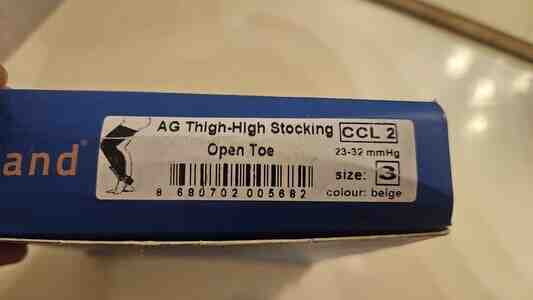 and®
AG Thigh-High Stocking CCL 2
Open Toe 23-32 mmHg
size: 3
8 680702 005682 colour: beige